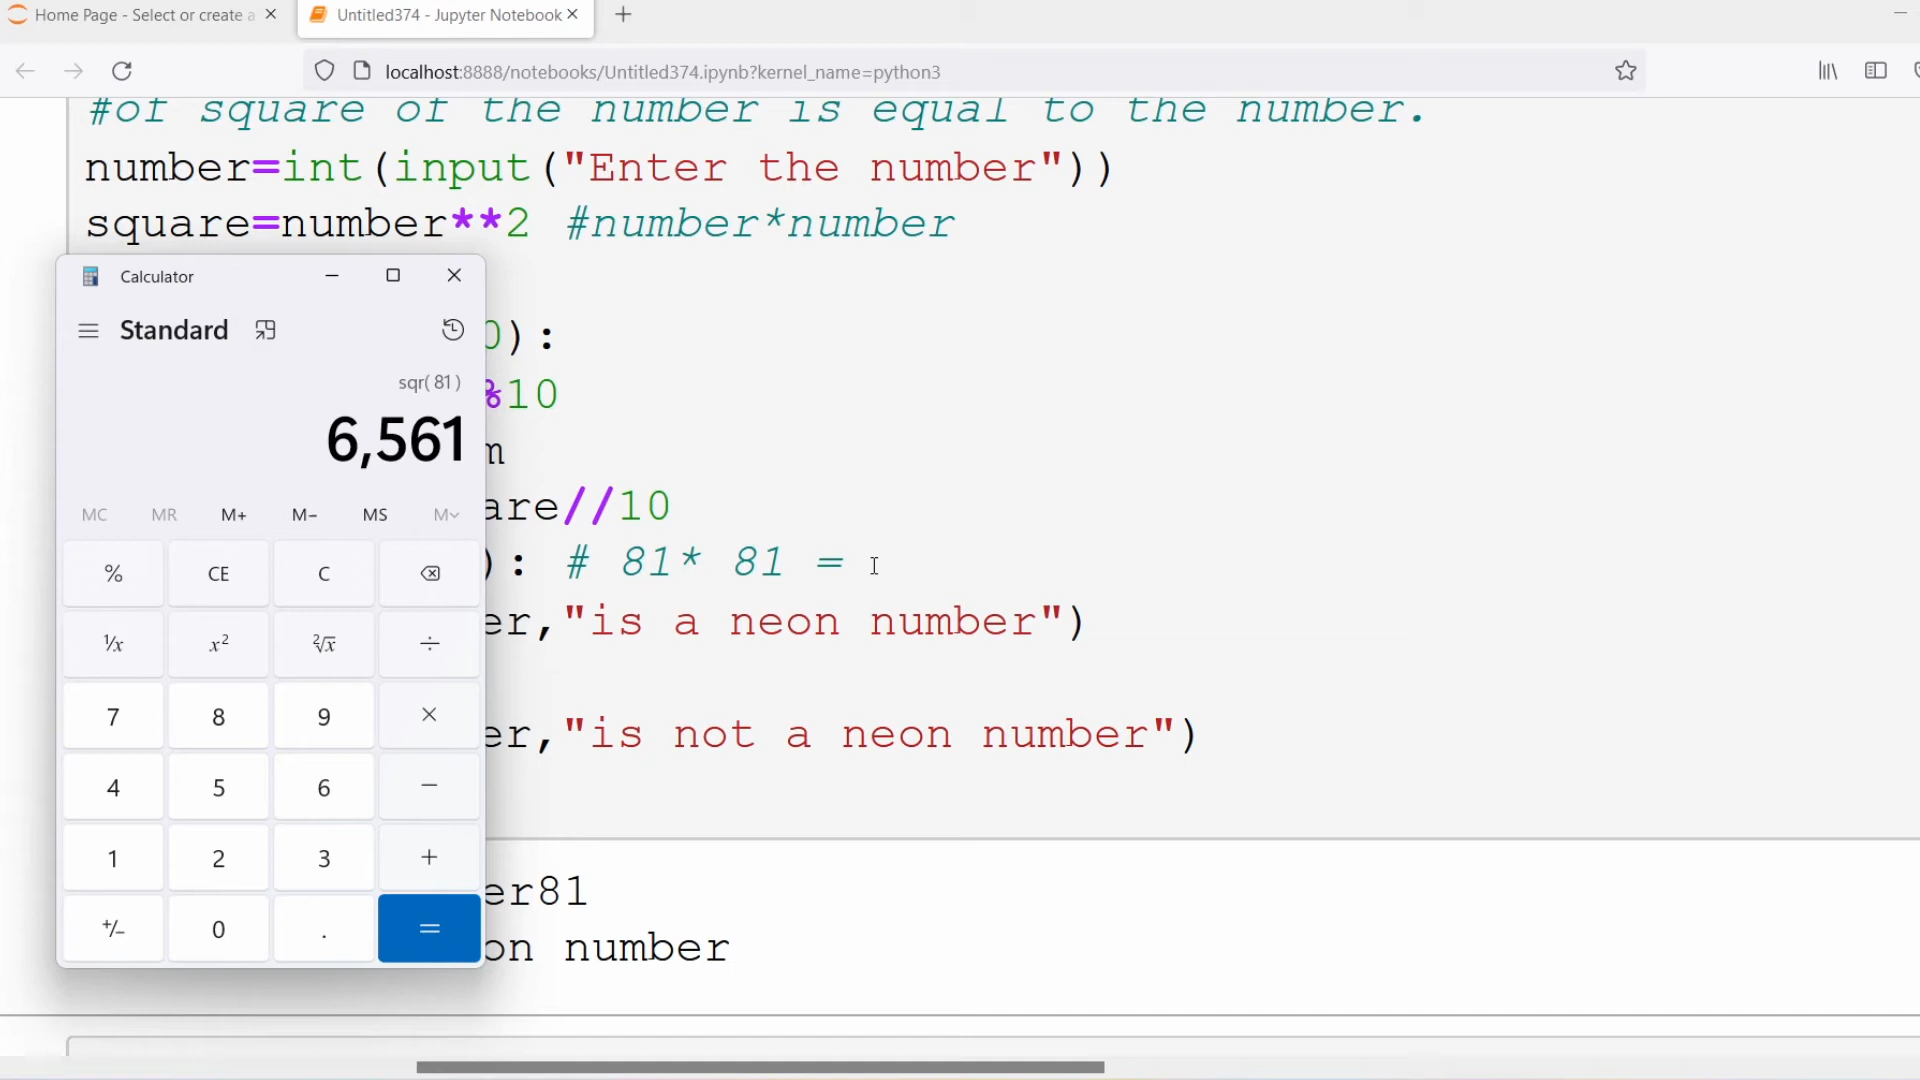 Home Page - Select or create a
Untitled374 - Jupyter Notebook
localhost:8888/notebooks/Untitled374.ipynb?kernel_name=python3
#of square of the number is equal to the number.
number=int(input("Enter the number"))
square=number**2 #number*number
Calculator
Standard
0):
sqr( 81 )
%10
6,561
m
MC MR M+ M− MS M˅
are//10
): # 81* 81 =
% CE C
er,"is a neon number")
¹/x x² ²√x ÷
7 8 9 ×
er,"is not a neon number")
4 5 6 −
1 2 3 +
er81
+/− 0 . =
on number